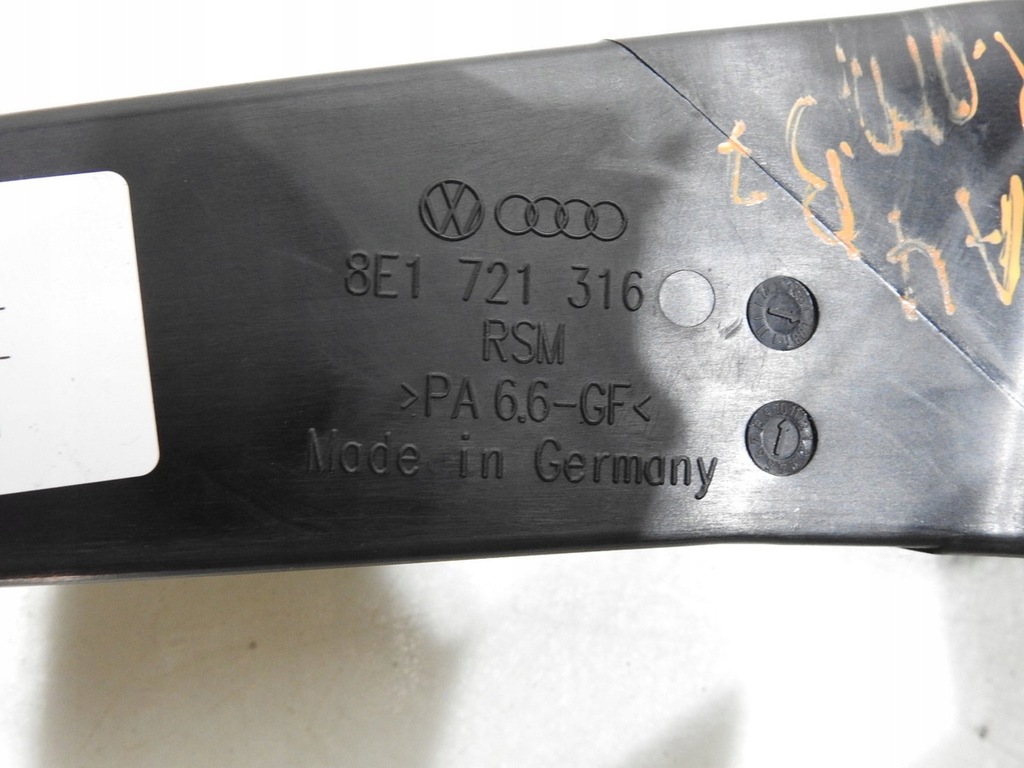 8E1 721 316
RSM
>PA 6.6-GF<
Made in Germany